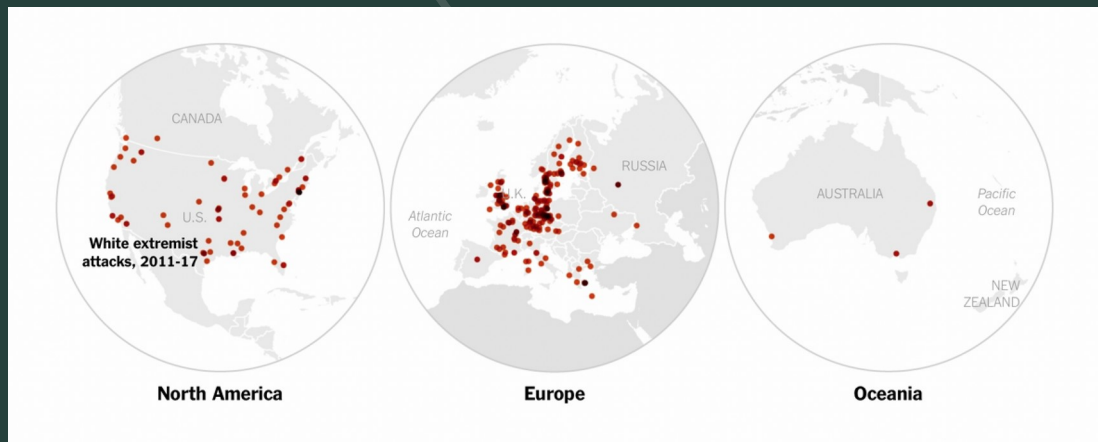 CANADA
U.S.
White extremist
attacks, 2011-17
North America
U.K.
RUSSIA
Atlantic
Ocean
Europe
AUSTRALIA
Pacific
Ocean
NEW
ZEALAND
Oceania